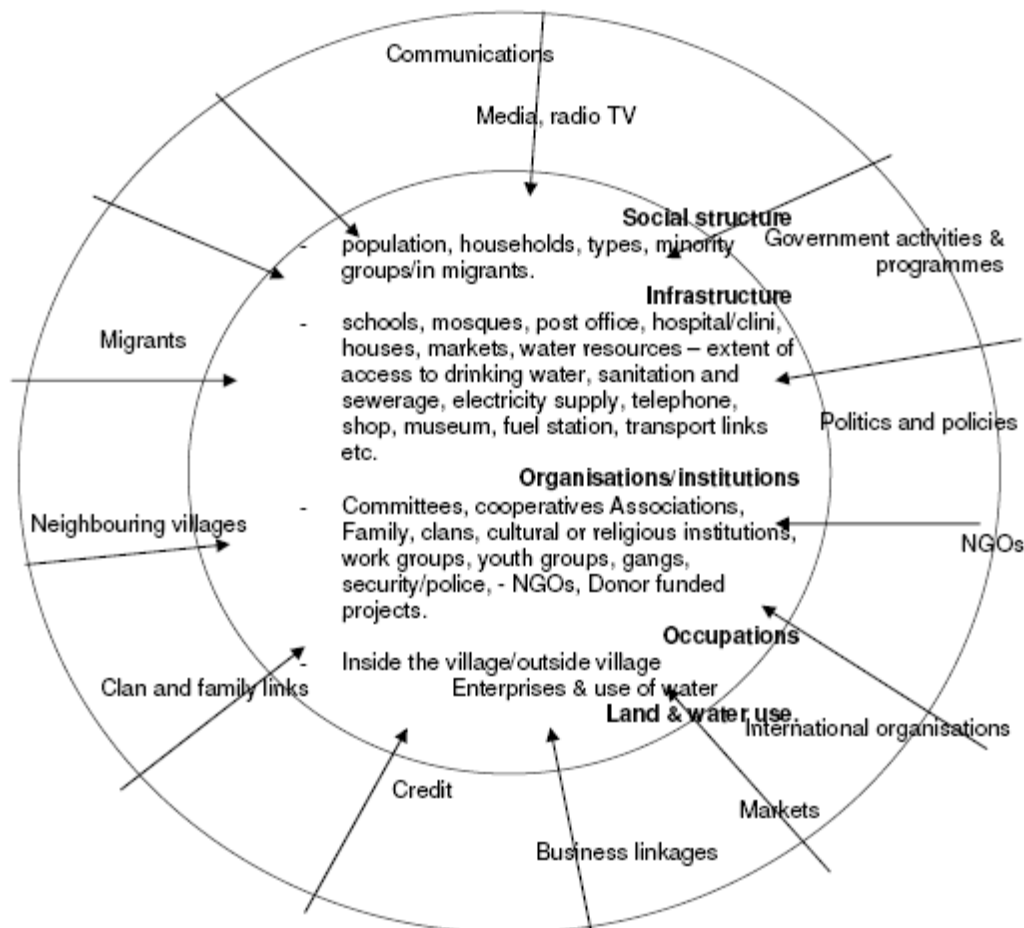 Communications
Media, radio TV
Social structure
- population, households, types, minority
groups/in migrants.
Government activities &
programmes
Infrastructure
- schools, mosques, post office, hospital/clini,
houses, markets, water resources – extent of
access to drinking water, sanitation and
sewerage, electricity supply, telephone,
shop, museum, fuel station, transport links
etc.
Migrants
Politics and policies
Organisations/institutions
- Committees, cooperatives Associations,
Family, clans, cultural or religious institutions,
work groups, youth groups, gangs,
security/police, - NGOs, Donor funded
projects.
Neighbouring villages
NGOs
Occupations
- Inside the village/outside village
Enterprises & use of water
Land & water use.
Clan and family links
International organisations
Credit
Markets
Business linkages